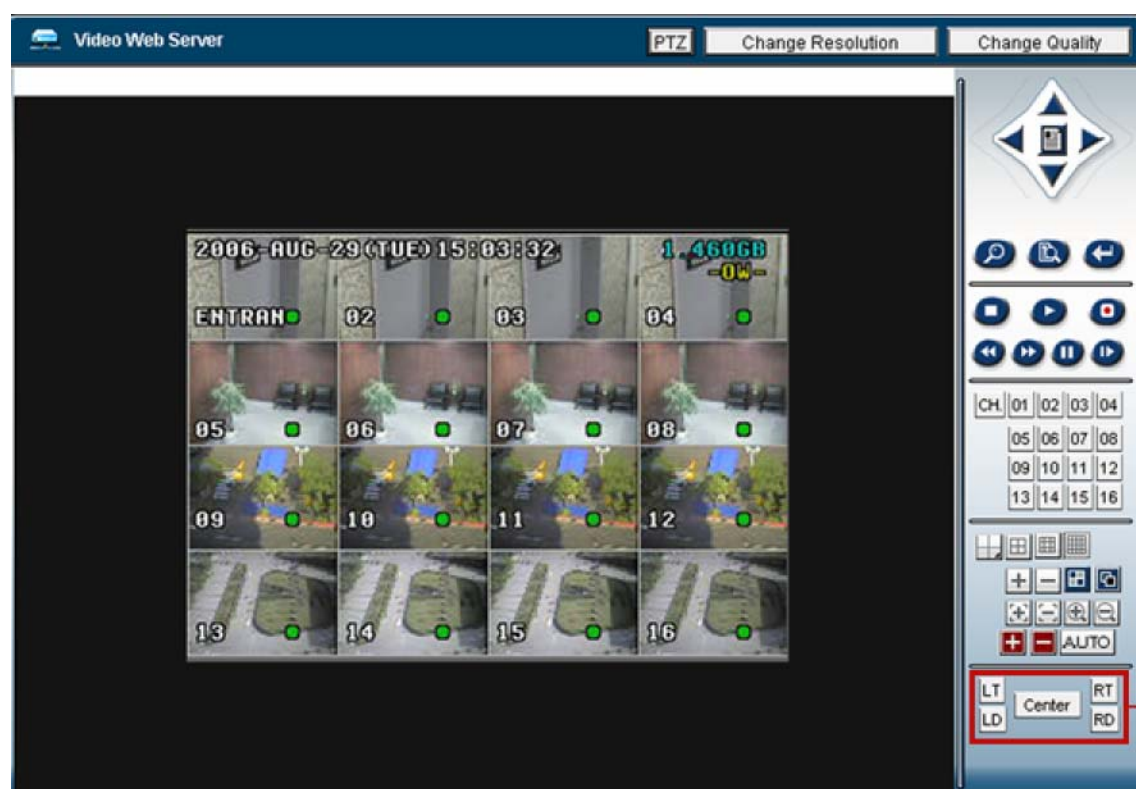 Video Web Server
PTZ
Change Resolution
Change Quality
2006-AUG-29(TUE)15:03:32
1.460GB
-OW-
ENTRAN 02 03 04
05 06 07 08
09 10 11 12
13 14 15 16
CH. 01 02 03 04
05 06 07 08
09 10 11 12
13 14 15 16
AUTO
LT Center RT
LD RD